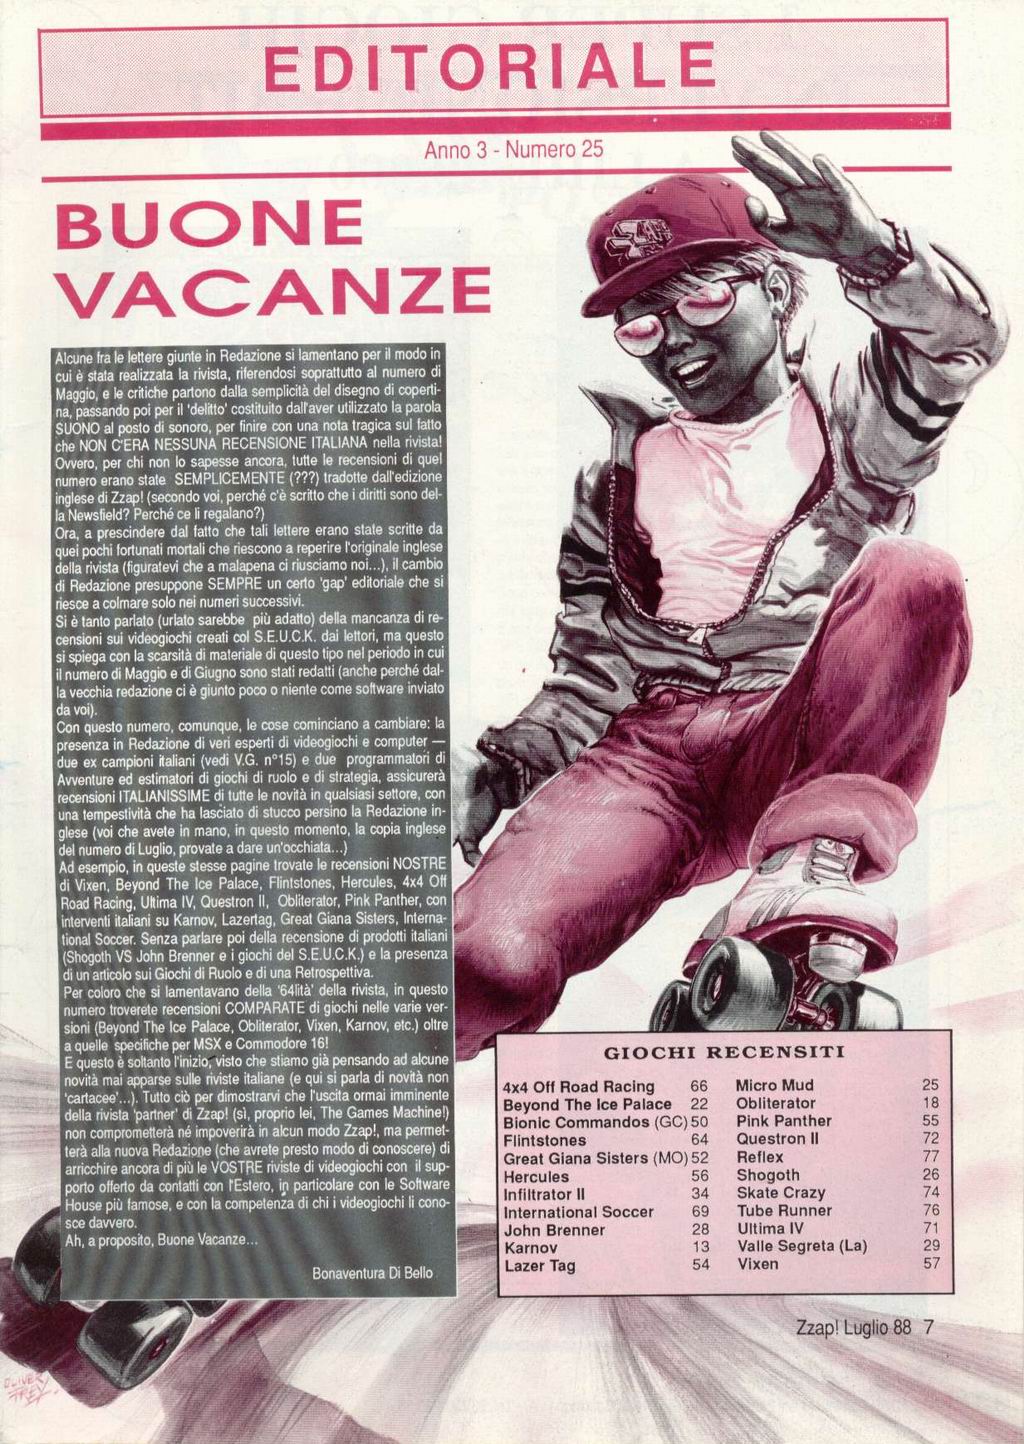 EDITORIALE
Anno 3 - Numero 25
BUONE
VACANZE
Alcune fra le lettere giunte in Redazione si lamentano per il modo in
cui è stata realizzata la rivista, riferendosi soprattutto al numero di
Maggio, e le critiche partono dalla semplicità del disegno di coperti-
na, passando poi per il 'delitto' costituito dall'aver utilizzato la parola
SUONO al posto di sonoro, per finire con una nota tragica sul fatto
che NON C'ERA NESSUNA RECENSIONE ITALIANA nella rivista!
Ovvero, per chi non lo sapesse ancora, tutte le recensioni di quel
numero erano state SEMPLICEMENTE (???) tradotte dall'edizione
inglese di Zzap! (secondo voi, perché c'è scritto che i diritti sono del-
la Newsfield? Perché ce li regalano?)
Ora, a prescindere dal fatto che tali lettere erano state scritte da
quei pochi fortunati mortali che riescono a reperire l'originale inglese
della rivista (figuratevi che a malapena ci riusciamo noi...), il cambio
di Redazione presuppone SEMPRE un certo 'gap' editoriale che si
riesce a colmare solo nei numeri successivi.
Si è tanto parlato (urlato sarebbe più adatto) della mancanza di re-
censioni sui videogiochi creati col S.E.U.C.K. dai lettori, ma questo
si spiega con la scarsità di materiale di questo tipo nel periodo in cui
il numero di Maggio e di Giugno sono stati redatti (anche perché dal-
la vecchia redazione ci è giunto poco o niente come software inviato
da voi).
Con questo numero, comunque, le cose cominciano a cambiare: la
presenza in Redazione di veri esperti di videogiochi e computer —
due ex campioni italiani (vedi V.G. n°15) e due programmatori di
Avventure ed estimatori di giochi di ruolo e di strategia, assicurerà
recensioni ITALIANISSIME di tutte le novità in qualsiasi settore, con
una tempestività che ha lasciato di stucco persino la Redazione in-
glese (voi che avete in mano, in questo momento, la copia inglese
del numero di Luglio, provate a dare un'occhiata...)
Ad esempio, in queste stesse pagine trovate le recensioni NOSTRE
di Vixen, Beyond The Ice Palace, Flintstones, Hercules, 4x4 Off
Road Racing, Ultima IV, Questron II, Obliterator, Pink Panther, con
interventi italiani su Karnov, Lazertag, Great Giana Sisters, Interna-
tional Soccer. Senza parlare poi della recensione di prodotti italiani
(Shogoth VS John Brenner e i giochi del S.E.U.C.K.) e la presenza
di un articolo sui Giochi di Ruolo e di una Retrospettiva.
Per coloro che si lamentavano della '64lità' della rivista, in questo
numero troverete recensioni COMPARATE di giochi nelle varie ver-
sioni (Beyond The Ice Palace, Obliterator, Vixen, Karnov, etc.) oltre
a quelle specifiche per MSX e Commodore 16!
E questo è soltanto l'inizio, visto che stiamo già pensando ad alcune
novità mai apparse sulle riviste italiane (e qui si parla di novità non
'cartacee'...). Tutto ciò per dimostrarvi che l'uscita ormai imminente
della rivista 'partner' di Zzap! (sì, proprio lei, The Games Machine!)
non comprometterà né impoverirà in alcun modo Zzap!, ma permet-
terà alla nuova Redazione (che avrete presto modo di conoscere) di
arricchire ancora di più le VOSTRE riviste di videogiochi con il sup-
porto offerto da contatti con l'Estero, in particolare con le Software
House più famose, e con la competenza di chi i videogiochi li cono-
sce davvero.
Ah, a proposito, Buone Vacanze...
Bonaventura Di Bello
GIOCHI RECENSITI
4x4 Off Road Racing 66
Beyond The Ice Palace 22
Bionic Commandos (GC) 50
Flintstones 64
Great Giana Sisters (MO) 52
Hercules 56
Infiltrator II 34
International Soccer 69
John Brenner 28
Karnov 13
Lazer Tag 54
Micro Mud 25
Obliterator 18
Pink Panther 55
Questron II 72
Reflex 77
Shogoth 26
Skate Crazy 74
Tube Runner 76
Ultima IV 71
Valle Segreta (La) 29
Vixen 57
Zzap! Luglio 88 7
OLIVER
FREY